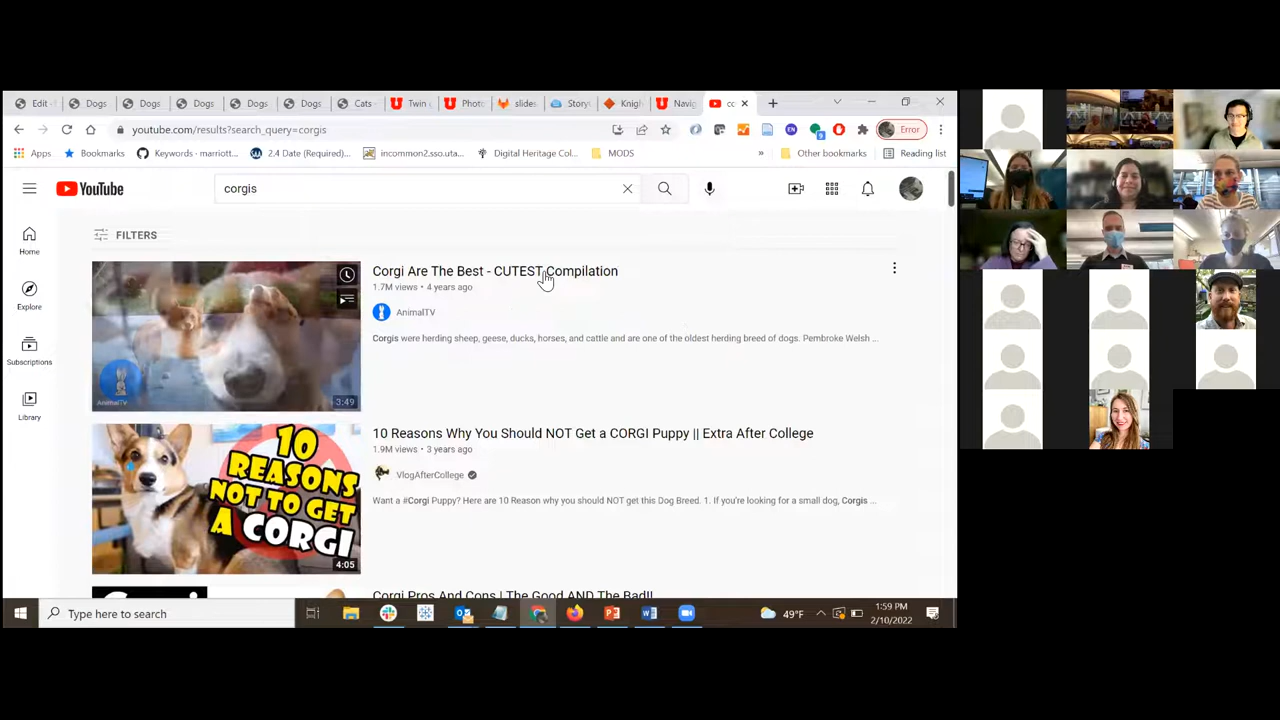 Edit - Dogs Dogs Dogs Dogs Dogs Cats Twin Photo slides Story Knigh Navig co
youtube.com/results?search_query=corgis Error
Apps Bookmarks Keywords - marriott... 2.4 Date (Required)... incommon2.sso.uta... Digital Heritage Col... MODS » Other bookmarks Reading list
YouTube corgis
FILTERS
Home
Explore
Subscriptions
Library
Corgi Are The Best - CUTEST Compilation
1.7M views • 4 years ago
AnimalTV
Corgis were herding sheep, geese, ducks, horses, and cattle and are one of the oldest herding breed of dogs. Pembroke Welsh ...
AnimalTV
3:49
10 Reasons Why You Should NOT Get a CORGI Puppy || Extra After College
1.9M views • 3 years ago
VlogAfterCollege
Want a #Corgi Puppy? Here are 10 Reason why you should NOT get this Dog Breed. 1. If you're looking for a small dog, Corgis ...
10
REASONS
NOT TO GET
A CORGI
4:05
Corgi Pros And Cons | The Good AND The Bad!!
Type here to search
49°F
1:59 PM
2/10/2022